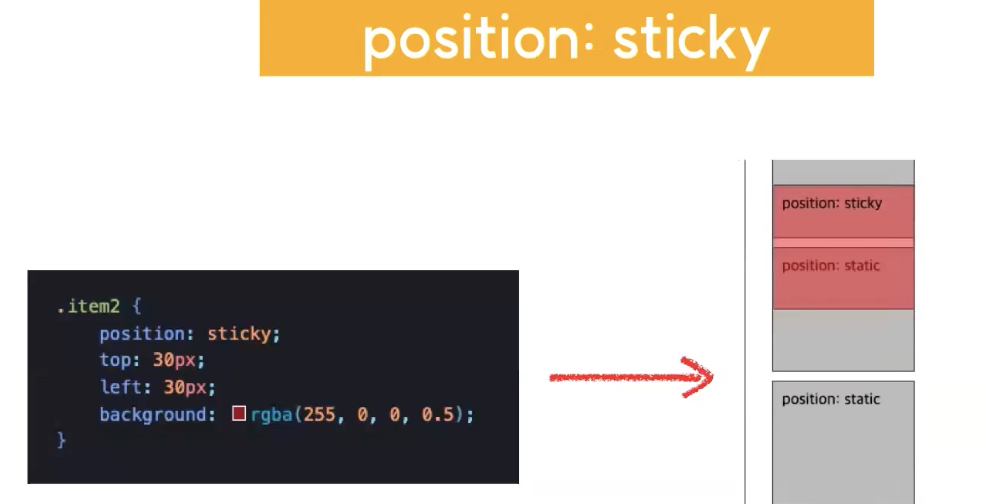 position: sticky
.item2 {
position: sticky;
top: 30px;
left: 30px;
background: rgba(255, 0, 0, 0.5);
}
position: sticky
position: static
position: static